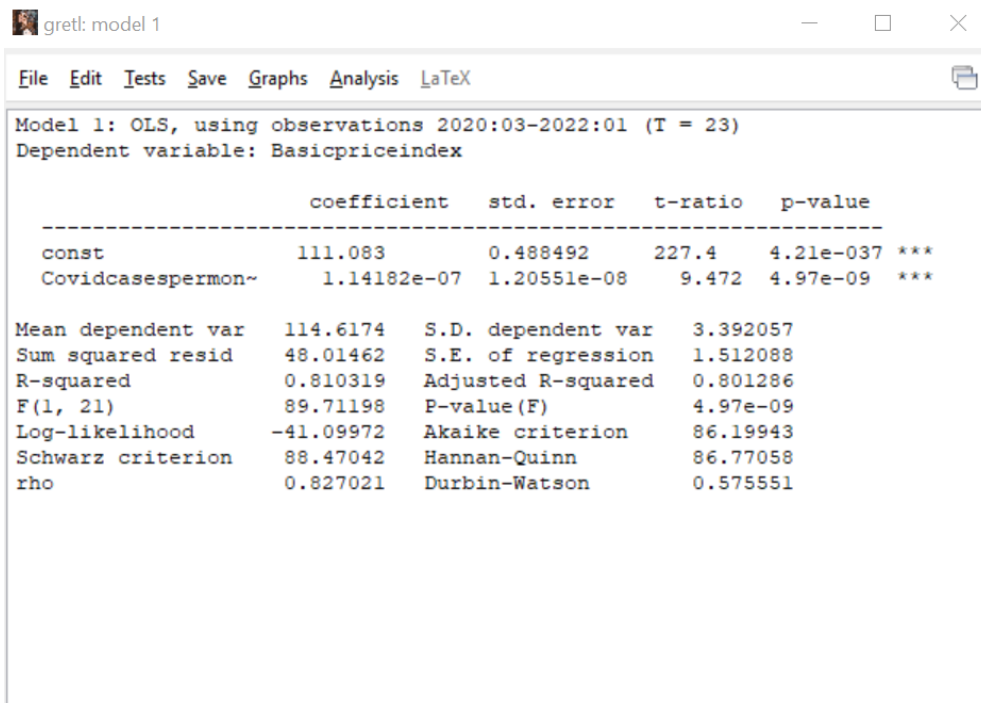 gretl: model 1
File Edit Tests Save Graphs Analysis LaTeX
Model 1: OLS, using observations 2020:03-2022:01 (T = 23)
Dependent variable: Basicpriceindex
coefficient std. error t-ratio p-value
const 111.083 0.488492 227.4 4.21e-037 ***
Covidcasespermon~ 1.14182e-07 1.20551e-08 9.472 4.97e-09 ***
Mean dependent var 114.6174 S.D. dependent var 3.392057
Sum squared resid 48.01462 S.E. of regression 1.512088
R-squared 0.810319 Adjusted R-squared 0.801286
F(1, 21) 89.71198 P-value(F) 4.97e-09
Log-likelihood -41.09972 Akaike criterion 86.19943
Schwarz criterion 88.47042 Hannan-Quinn 86.77058
rho 0.827021 Durbin-Watson 0.575551